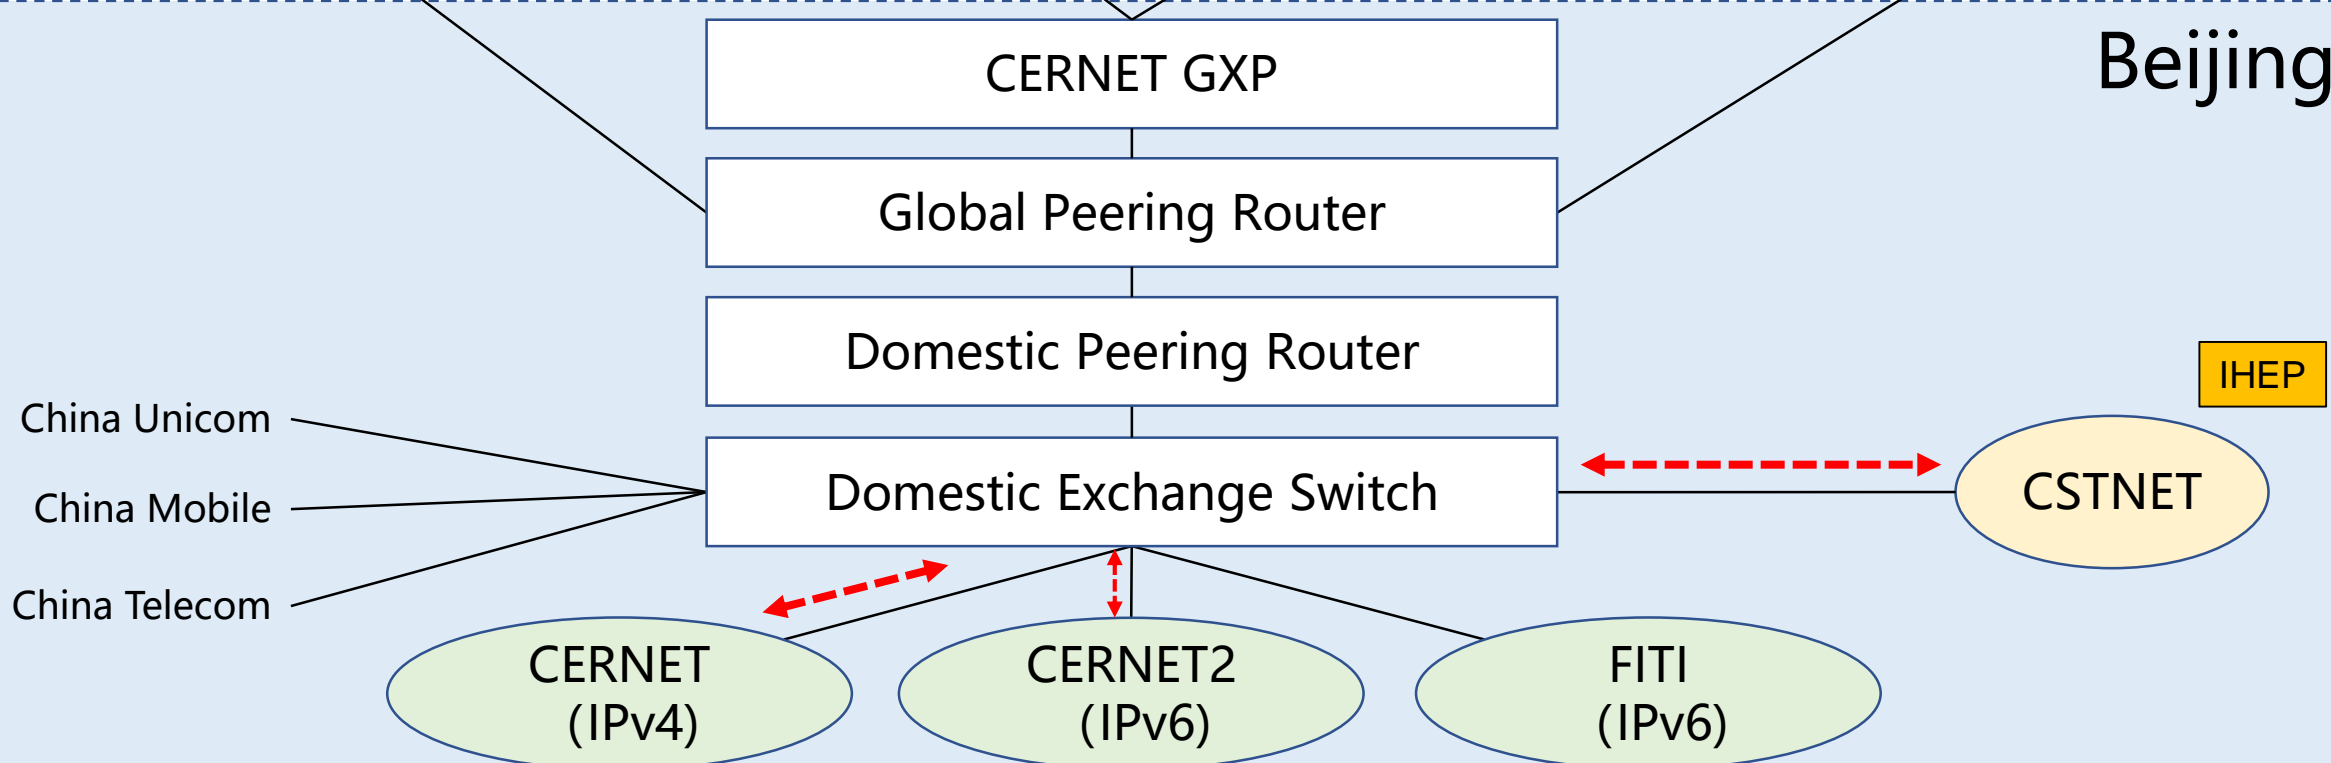 CERNET GXP
Beijing
Global Peering Router
Domestic Peering Router
IHEP
China Unicom
China Mobile
China Telecom
Domestic Exchange Switch
CSTNET
CERNET
(IPv4)
CERNET2
(IPv6)
FITI
(IPv6)